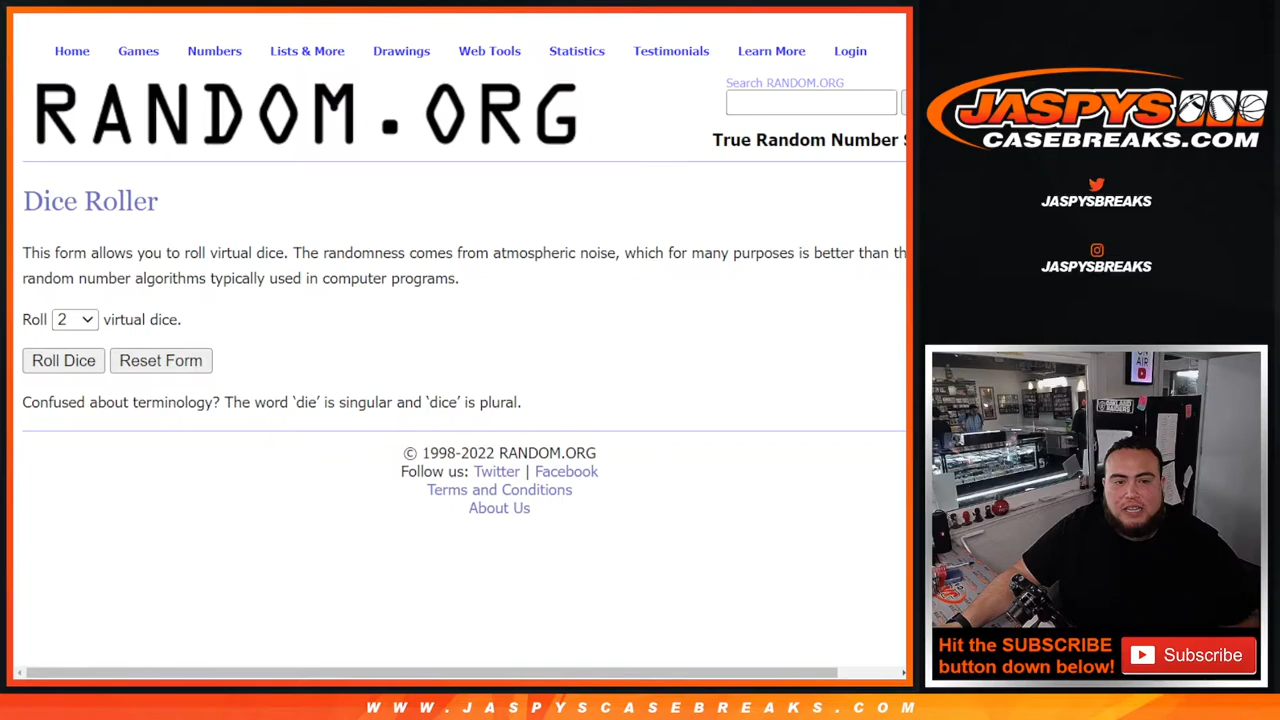 Home Games Numbers Lists & More Drawings Web Tools Statistics Testimonials Learn More Login
RANDOM.ORG
Search RANDOM.ORG
True Random Number
Dice Roller
This form allows you to roll virtual dice. The randomness comes from atmospheric noise, which for many purposes is better than
random number algorithms typically used in computer programs.
Roll 2 virtual dice.
Roll Dice Reset Form
Confused about terminology? The word ‘die’ is singular and ‘dice’ is plural.
© 1998-2022 RANDOM.ORG
Follow us: Twitter | Facebook
Terms and Conditions
About Us
JASPYS
CASEBREAKS.COM
JASPYSBREAKS
JASPYSBREAKS
ON
AIR
Hit the SUBSCRIBE
button down below!
Subscribe
WWW.JASPYSCASEBREAKS.COM